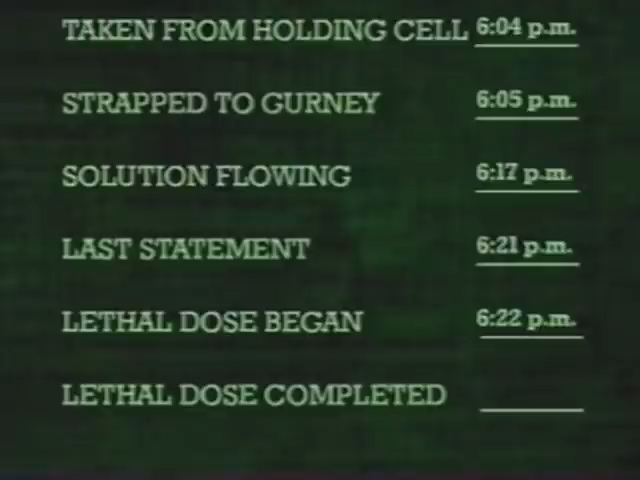 TAKEN FROM HOLDING CELL 6:04 p.m.
STRAPPED TO GURNEY 6:05 p.m.
SOLUTION FLOWING 6:17 p.m.
LAST STATEMENT 6:21 p.m.
LETHAL DOSE BEGAN 6:22 p.m.
LETHAL DOSE COMPLETED